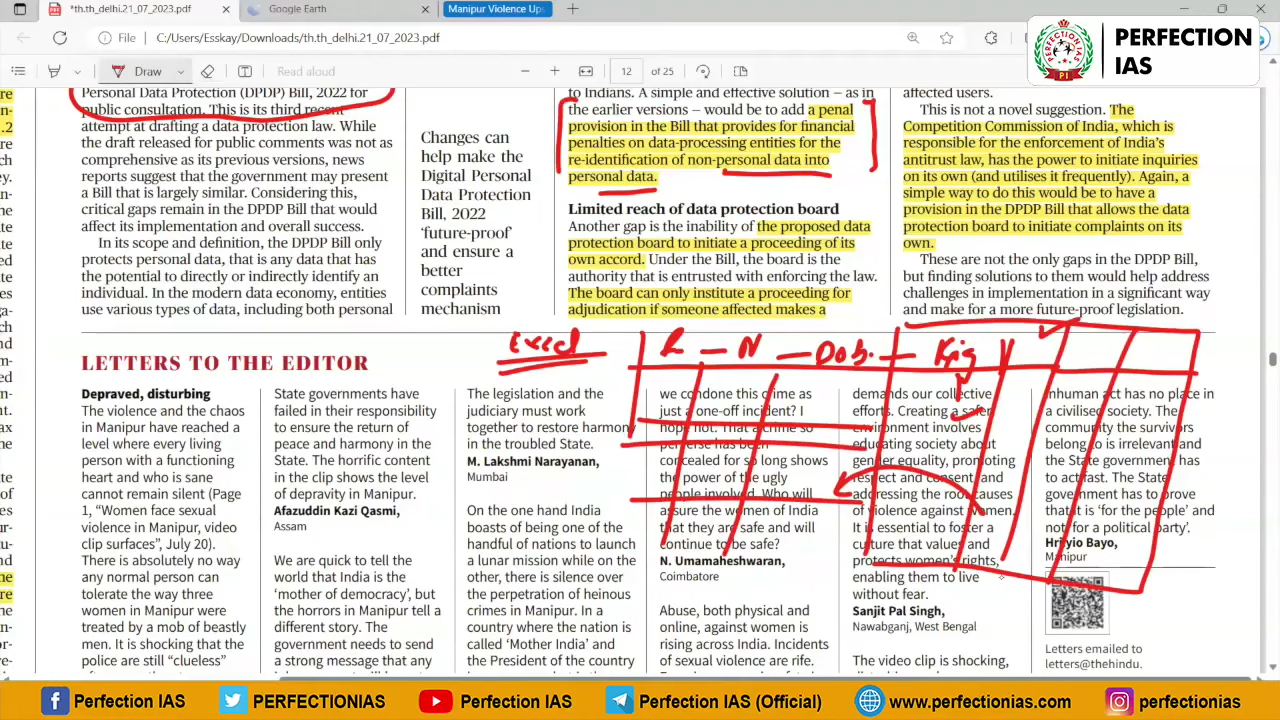 *th.th_delhi.21_07_2023.pdf
Google Earth
Manipur Violence Ups
File
C:/Users/Esskay/Downloads/th.th_delhi.21_07_2023.pdf
PERFECTION
IAS
Draw
Read aloud
12
of 25
Personal Data Protection (DPDP) Bill, 2022 for
public consultation. This is its third recent
attempt at drafting a data protection law. While
the draft released for public comments was not as
comprehensive as its previous versions, news
reports suggest that the government may present
a Bill that is largely similar. Considering this,
critical gaps remain in the DPDP Bill that would
affect its implementation and overall success.
In its scope and definition, the DPDP Bill only
protects personal data, that is any data that has
the potential to directly or indirectly identify an
individual. In the modern data economy, entities
use various types of data, including both personal
Changes can
help make the
Digital Personal
Data Protection
Bill, 2022
'future-proof
and ensure a
better
complaints
mechanism
to Indians. A simple and effective solution – as in
the earlier versions – would be to add a penal
provision in the Bill that provides for financial
penalties on data-processing entities for the
re-identification of non-personal data into
personal data.
Limited reach of data protection board
Another gap is the inability of the proposed data
protection board to initiate a proceeding of its
own accord. Under the Bill, the board is the
authority that is entrusted with enforcing the law.
The board can only institute a proceeding for
adjudication if someone affected makes a
affected users.
This is not a novel suggestion. The
Competition Commission of India, which is
responsible for the enforcement of India's
antitrust law, has the power to initiate inquiries
on its own (and utilises it frequently). Again, a
simple way to do this would be to have a
provision in the DPDP Bill that allows the data
protection board to initiate complaints on its
own.
These are not the only gaps in the DPDP Bill,
but finding solutions to them would help address
challenges in implementation in a significant way
and make for a more future-proof legislation.
Excel
N
Dob.
LETTERS TO THE EDITOR
Depraved, disturbing
The violence and the chaos
in Manipur have reached a
level where every living
person with a functioning
heart and who is sane
cannot remain silent (Page
1, "Women face sexual
violence in Manipur, video
clip surfaces", July 20).
There is absolutely no way
any normal person can
tolerate the way three
women in Manipur were
treated by a mob of beastly
men. It is shocking that the
police are still "clueless"
State governments have
failed in their responsibility
to ensure the return of
peace and harmony in the
State. The horrific content
in the clip shows the level
of depravity in Manipur.
Afazuddin Kazi Qasmi,
Assam
We are quick to tell the
world that India is the
'mother of democracy', but
the horrors in Manipur tell a
different story. The
government needs to send
a strong message that any
The legislation and the
judiciary must work
together to restore harmony
in the troubled State.
M. Lakshmi Narayanan,
Mumbai
On the one hand India
boasts of being one of the
handful of nations to launch
a lunar mission while on the
other, there is silence over
the perpetration of heinous
crimes in Manipur. In a
country where the nation is
called 'Mother India' and
the President of the country
we condone this crime as
just a one-off incident? I
hope not. That a crime so
perverse has been
concealed for so long shows
the power of the ugly
people involved. Who will
assure the women of India
that they are safe and will
continue to be safe?
N. Umamaheshwaran,
Coimbatore
Abuse, both physical and
online, against women is
rising across India. Incidents
of sexual violence are rife.
demands our collective
efforts. Creating a safer
environment involves
educating society about
gender equality, promoting
respect and consent, and
addressing the root causes
of violence against women.
It is essential to foster a
culture that values and
protects women's rights,
enabling them to live
without fear.
Sanjit Pal Singh,
Nawabganj, West Bengal
The video clip is shocking,
inhuman act has no place in
a civilised society. The
community the survivors
belong to is irrelevant and
the State government has
to act fast. The State
government has to prove
that it is 'for the people' and
not 'for a political party'.
Hrilyio Bayo,
Manipur
Letters emailed to
letters@thehindu.
Perfection IAS
PERFECTIONIAS
Perfection IAS
Perfection IAS (Official)
www.perfectionias.com
perfectionias